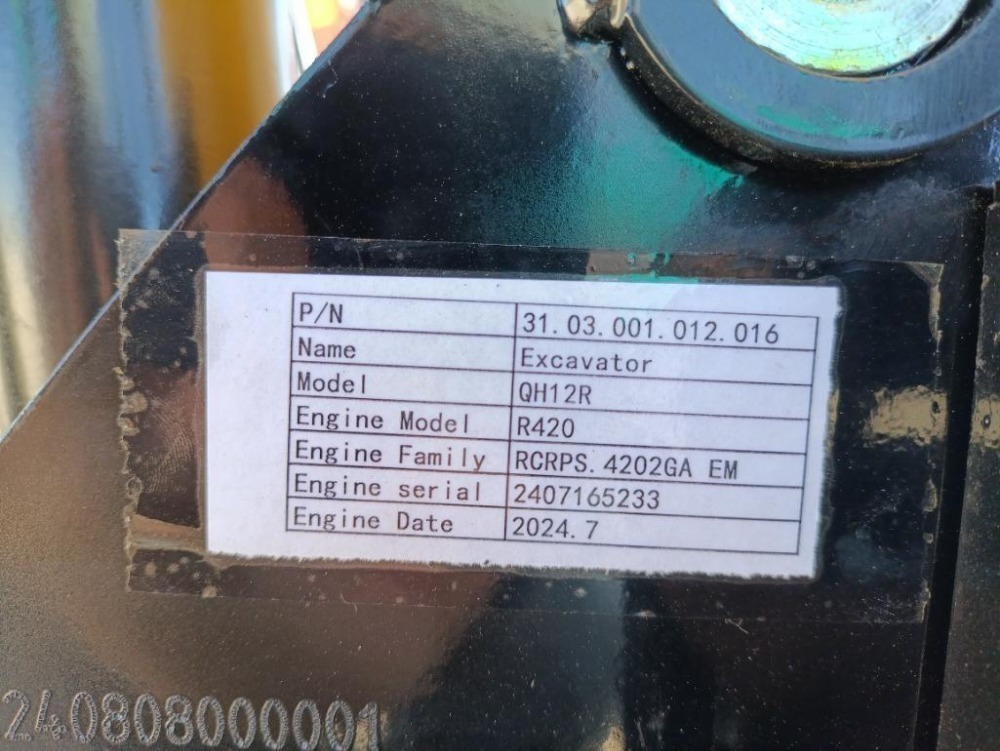 P/N 31.03.001.012.016
Name Excavator
Model QH12R
Engine Model R420
Engine Family RCRPS.4202GA EM
Engine serial 2407165233
Engine Date 2024.7
240808000001